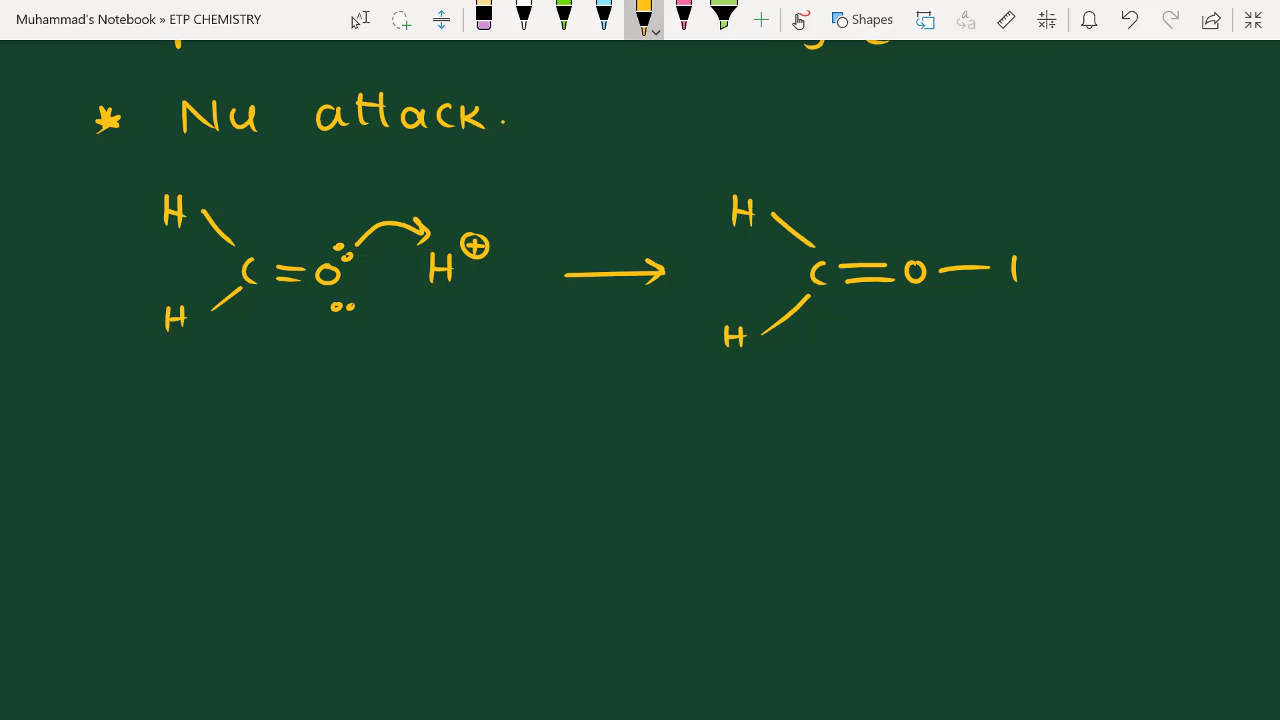 Muhammad's Notebook » ETP CHEMISTRY
Shapes
* Nu attack.
H H
C = O H ⊕ → C = O — I
H H